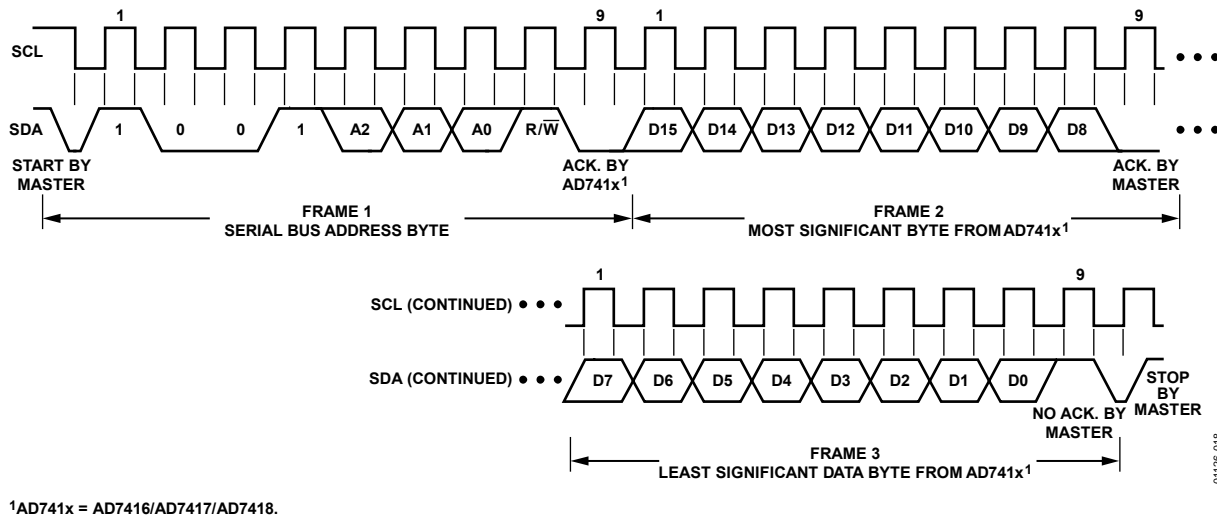 1 9 1 9
SCL
SDA 1 0 0 1 A2 A1 A0 R/W̅ D15 D14 D13 D12 D11 D10 D9 D8
START BY
MASTER
ACK. BY
AD741x¹
ACK. BY
MASTER
FRAME 1
SERIAL BUS ADDRESS BYTE
FRAME 2
MOST SIGNIFICANT BYTE FROM AD741x¹
1 9
SCL (CONTINUED)
SDA (CONTINUED) D7 D6 D5 D4 D3 D2 D1 D0
STOP
BY
MASTER
NO ACK. BY
MASTER
FRAME 3
LEAST SIGNIFICANT DATA BYTE FROM AD741x¹
01126-018
¹AD741x = AD7416/AD7417/AD7418.